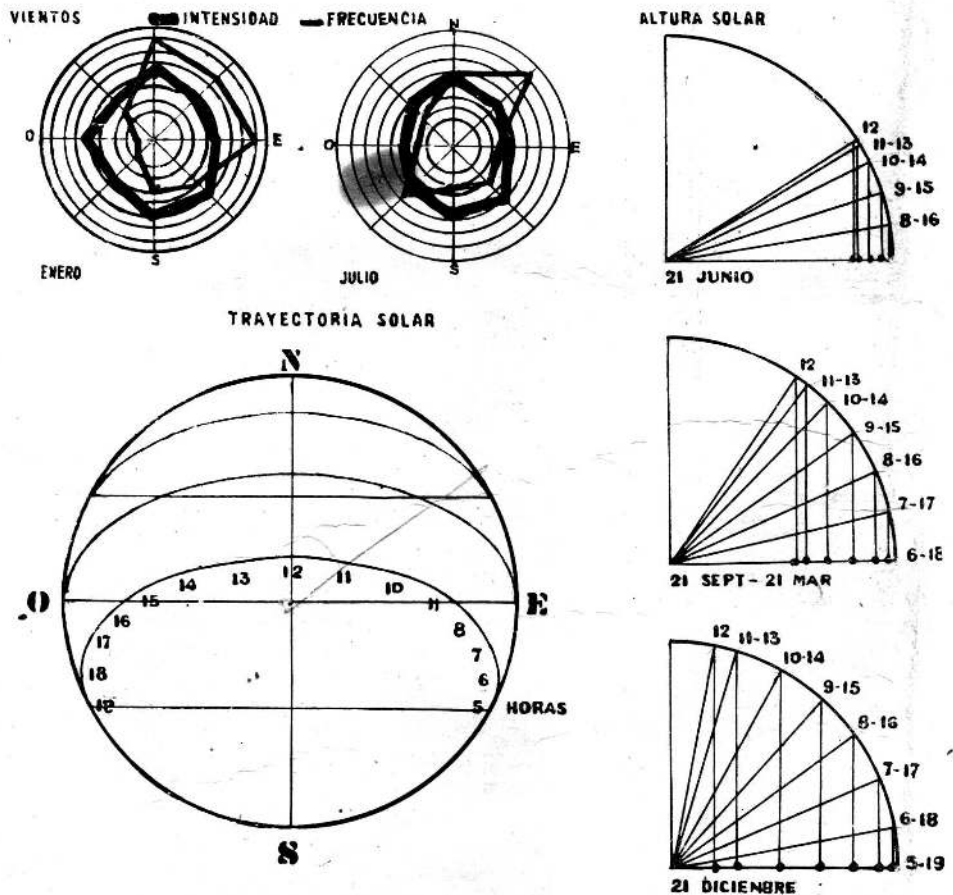 VIENTOS INTENSIDAD FRECUENCIA
O E
S
ENERO
N
O E
S
JULIO
ALTURA SOLAR
12
11-13
10-14
9-15
8-16
21 JUNIO
TRAYECTORIA SOLAR
N
O E
S
12
13 11
14 10
15 11
16 8
17 7
18 6
5 HORAS
12
11-13
10-14
9-15
8-16
7-17
6-18
21 SEPT-21 MAR
12
11-13
10-14
9-15
8-16
7-17
6-18
5-19
21 DICIENBRE